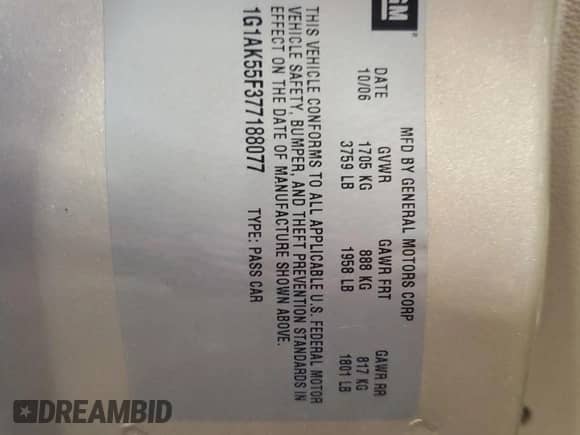 GM
MFD BY GENERAL MOTORS CORP
DATE GVWR GAWR FRT GAWR RR
10/06 1705 KG 888 KG 817 KG
3759 LB 1958 LB 1801 LB
THIS VEHICLE CONFORMS TO ALL APPLICABLE U.S. FEDERAL MOTOR
VEHICLE SAFETY, BUMPER, AND THEFT PREVENTION STANDARDS IN
EFFECT ON THE DATE OF MANUFACTURE SHOWN ABOVE.
1G1AK55F377188077 TYPE: PASS CAR
DREAMBID